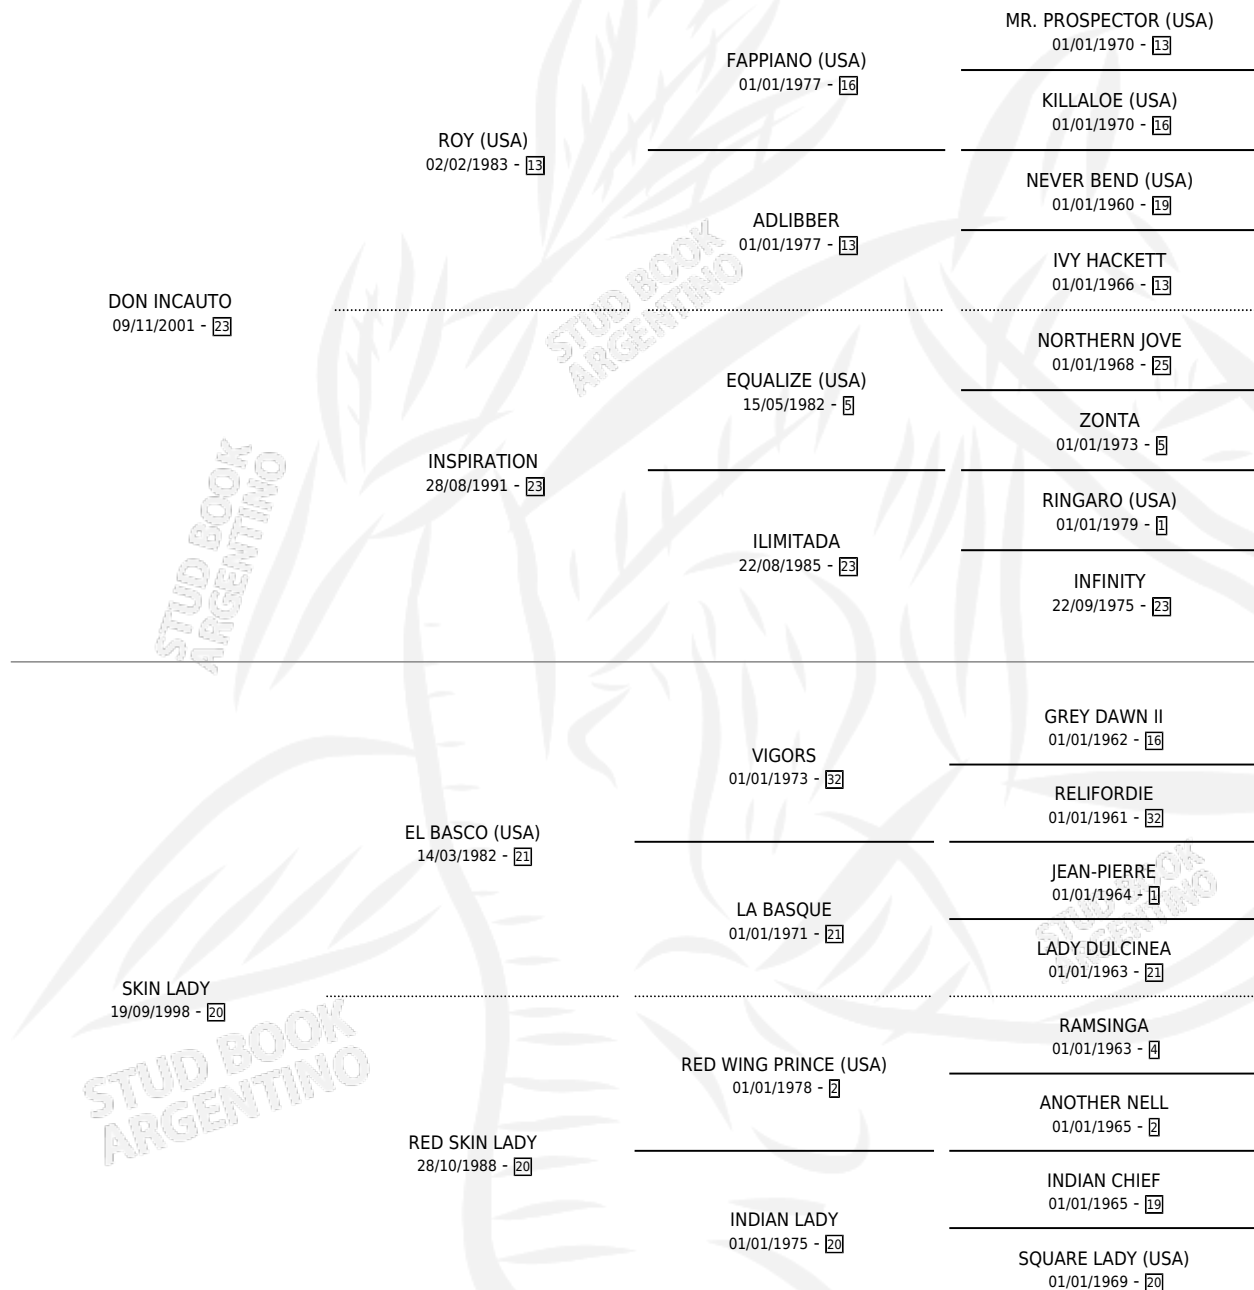 MR. PROSPECTOR (USA)
01/01/1970 - 13
FAPPIANO (USA)
01/01/1977 - 16
KILLALOE (USA)
01/01/1970 - 16
ROY (USA)
02/02/1983 - 13
NEVER BEND (USA)
01/01/1960 - 19
ADLIBBER
01/01/1977 - 13
IVY HACKETT
01/01/1966 - 13
DON INCAUTO
09/11/2001 - 23
NORTHERN JOVE
01/01/1968 - 25
EQUALIZE (USA)
15/05/1982 - 5
ZONTA
01/01/1973 - 5
INSPIRATION
28/08/1991 - 23
RINGARO (USA)
01/01/1979 - 1
ILIMITADA
22/08/1985 - 23
INFINITY
22/09/1975 - 23
STUD BOOK
ARGENTINO
STUD BOOK
ARGENTINO
GREY DAWN II
01/01/1962 - 16
VIGORS
01/01/1973 - 32
RELIFORDIE
01/01/1961 - 32
EL BASCO (USA)
14/03/1982 - 21
JEAN-PIERRE
01/01/1964 - 1
LA BASQUE
01/01/1971 - 21
LADY DULCINEA
01/01/1963 - 21
SKIN LADY
19/09/1998 - 20
RAMSINGA
01/01/1963 - 4
RED WING PRINCE (USA)
01/01/1978 - 2
ANOTHER NELL
01/01/1965 - 2
RED SKIN LADY
28/10/1988 - 20
INDIAN CHIEF
01/01/1965 - 19
INDIAN LADY
01/01/1975 - 20
SQUARE LADY (USA)
01/01/1969 - 20
STUD BOOK
ARGENTINO
STUD BOOK
ARGENTINO